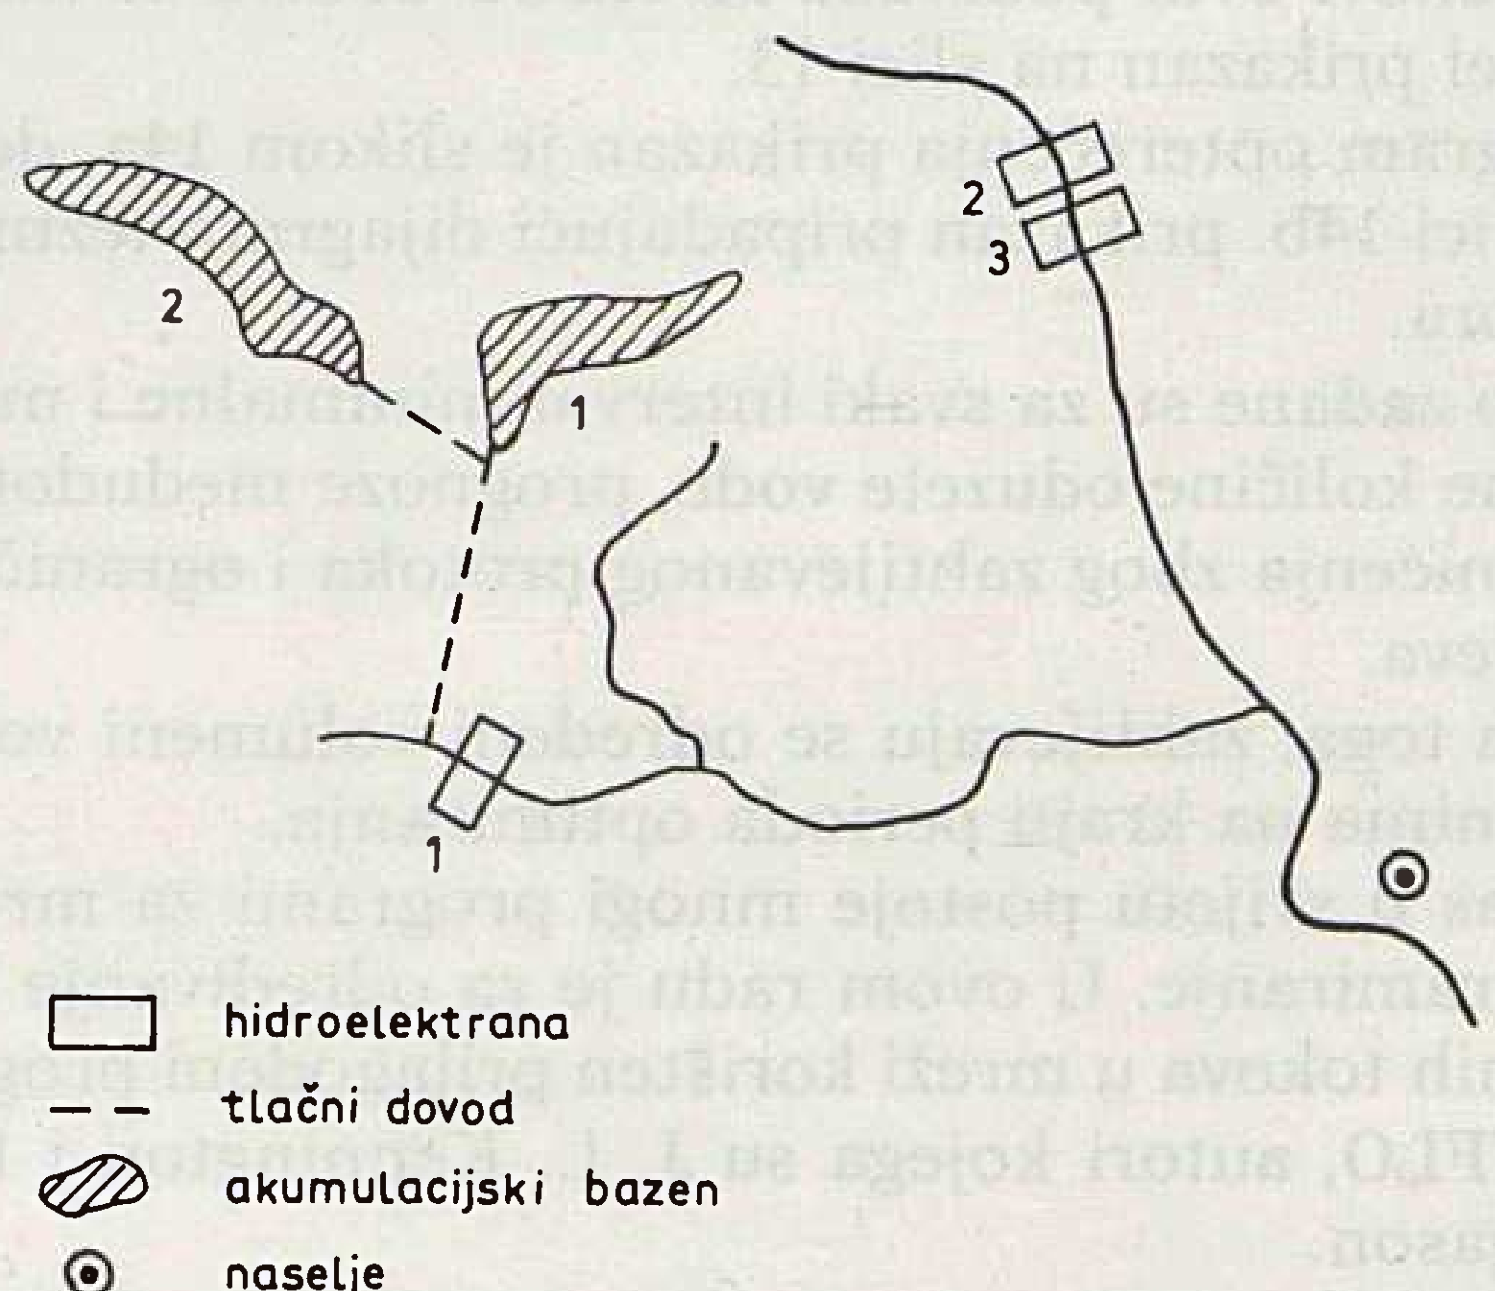 2
3
2
1
1
hidroelektrana
tlačni dovod
akumulacijski bazen
naselje